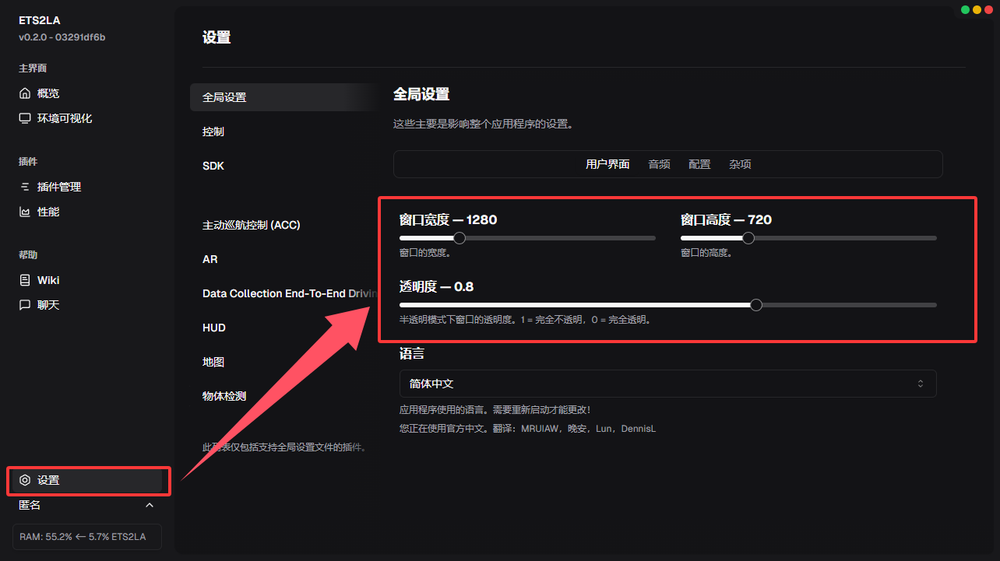 ETS2LA
v0.2.0 - 03291df6b
主界面
概览
环境可视化
插件
插件管理
性能
帮助
Wiki
聊天
设置
匿名
RAM: 55.2% <- 5.7% ETS2LA
设置
全局设置
控制
SDK
主动巡航控制 (ACC)
AR
Data Collection End-To-End Drivin
HUD
地图
物体检测
此列表仅包括支持全局设置文件的插件。
全局设置
这些主要是影响整个应用程序的设置。
用户界面 音频 配置 杂项
窗口宽度 — 1280
窗口的宽度。
窗口高度 — 720
窗口的高度。
透明度 — 0.8
半透明模式下窗口的透明度。1 = 完全不透明，0 = 完全透明。
语言
简体中文
应用程序使用的语言。需要重新启动才能更改！
您正在使用官方中文。翻译：MRUIAW，晚安，Lun，DennisL